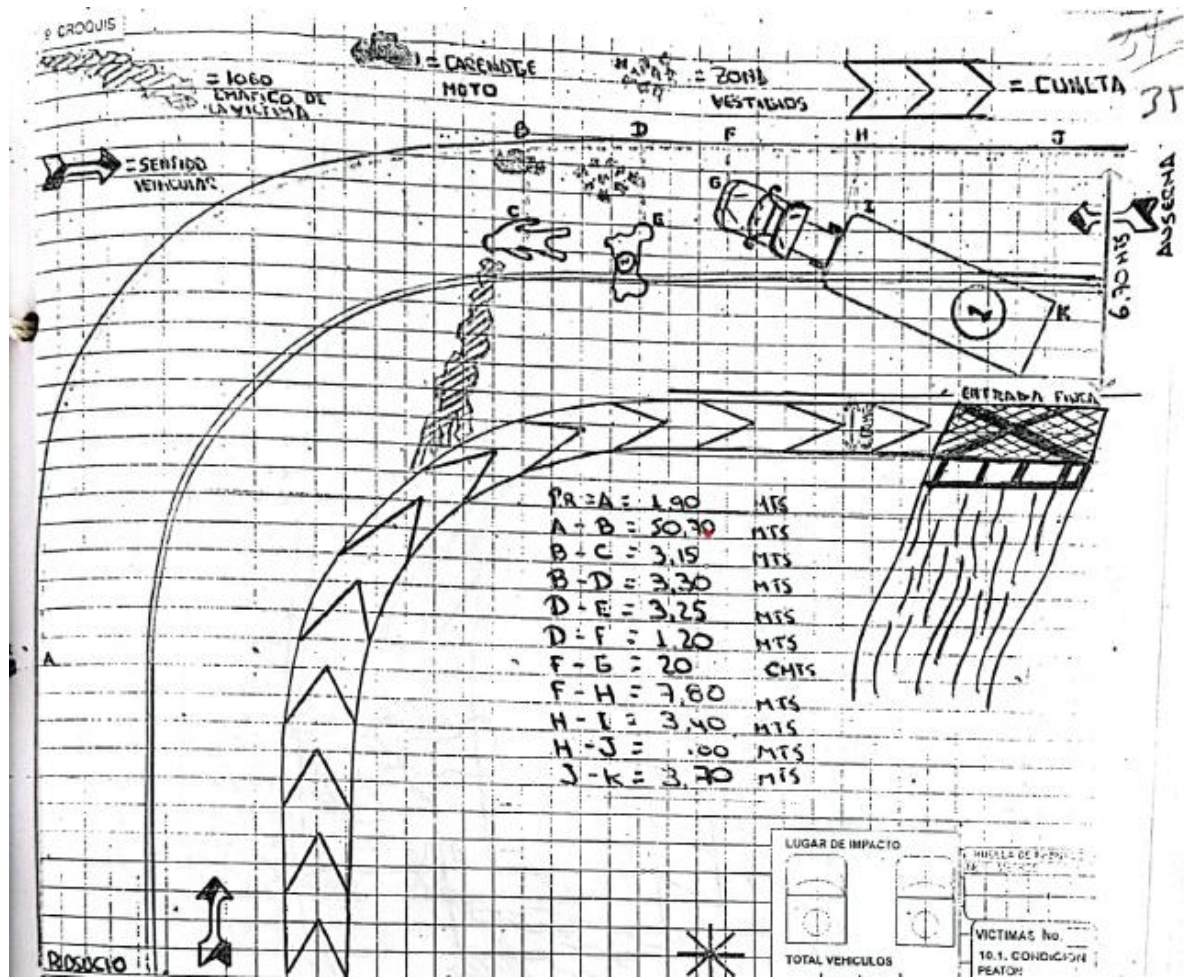 CROQUIS
= LOGO
EMATICO DE
LA VICTIMA
= CARENAJE
MOTO
= ZONA
VESTIGIOS
= CUNETA
35
= SENTIDO
VEHICULAR
B
D
F
H
J
C
E
G
I
K
1
A
ANSERMA
6.70 MTS
ENTRADA FINCA
PR = A = 1.90 MTS
A - B = 50,70 MTS
B - C = 3,15 MTS
B - D = 3,30 MTS
D - E = 3,25 MTS
D - F = 1.20 MTS
F - G = 20 CMTS
F - H = 7,80 MTS
H - I = 3,40 MTS
H - J = .00 MTS
J - K = 3,70 MTS
RIOSUCIO
LUGAR DE IMPACTO
TOTAL VEHICULOS
VICTIMAS No.
10.1. CONDICION
PEATON